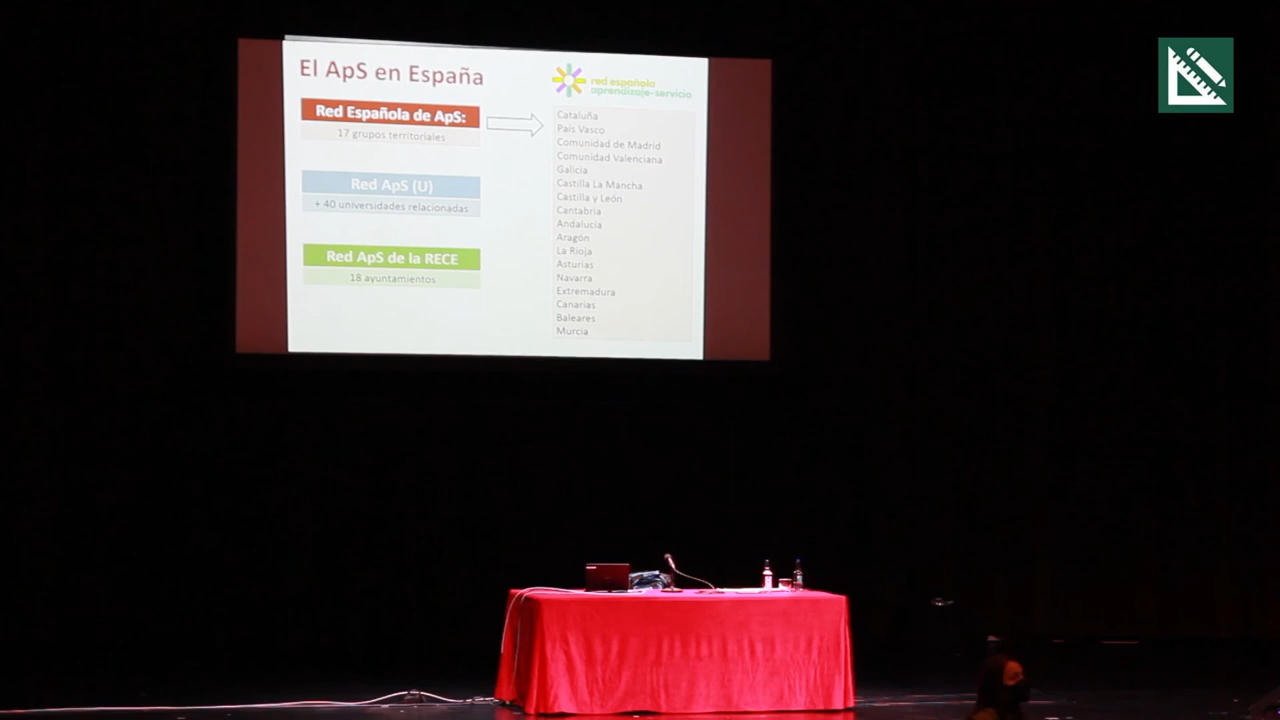 El ApS en España
red española
aprendizaje-servicio
Red Española de ApS:
17 grupos territoriales
Red ApS (U)
+ 40 universidades relacionadas
Red ApS de la RECE
18 ayuntamientos
Cataluña
País Vasco
Comunidad de Madrid
Comunidad Valenciana
Galicia
Castilla La Mancha
Castilla y León
Cantabria
Andalucía
Aragón
La Rioja
Asturias
Navarra
Extremadura
Canarias
Baleares
Murcia